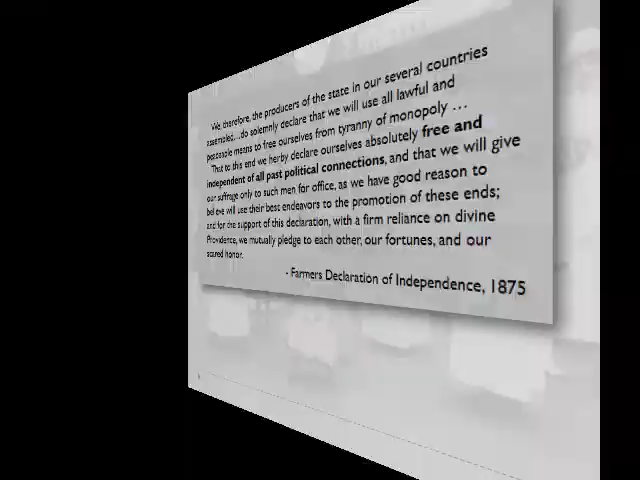 We, therefore, the producers of the state in our several countries
assembled...do solemnly declare that we will use all lawful and
peaceable means to free ourselves from tyranny of monopoly ...
That to this end we herby declare ourselves absolutely free and
independent of all past political connections, and that we will give
our suffrage only to such men for office, as we have good reason to
believe will use their best endeavors to the promotion of these ends;
and for the support of this declaration, with a firm reliance on divine
Providence, we mutually pledge to each other, our fortunes, and our
scared honor.
- Farmers Declaration of Independence, 1875